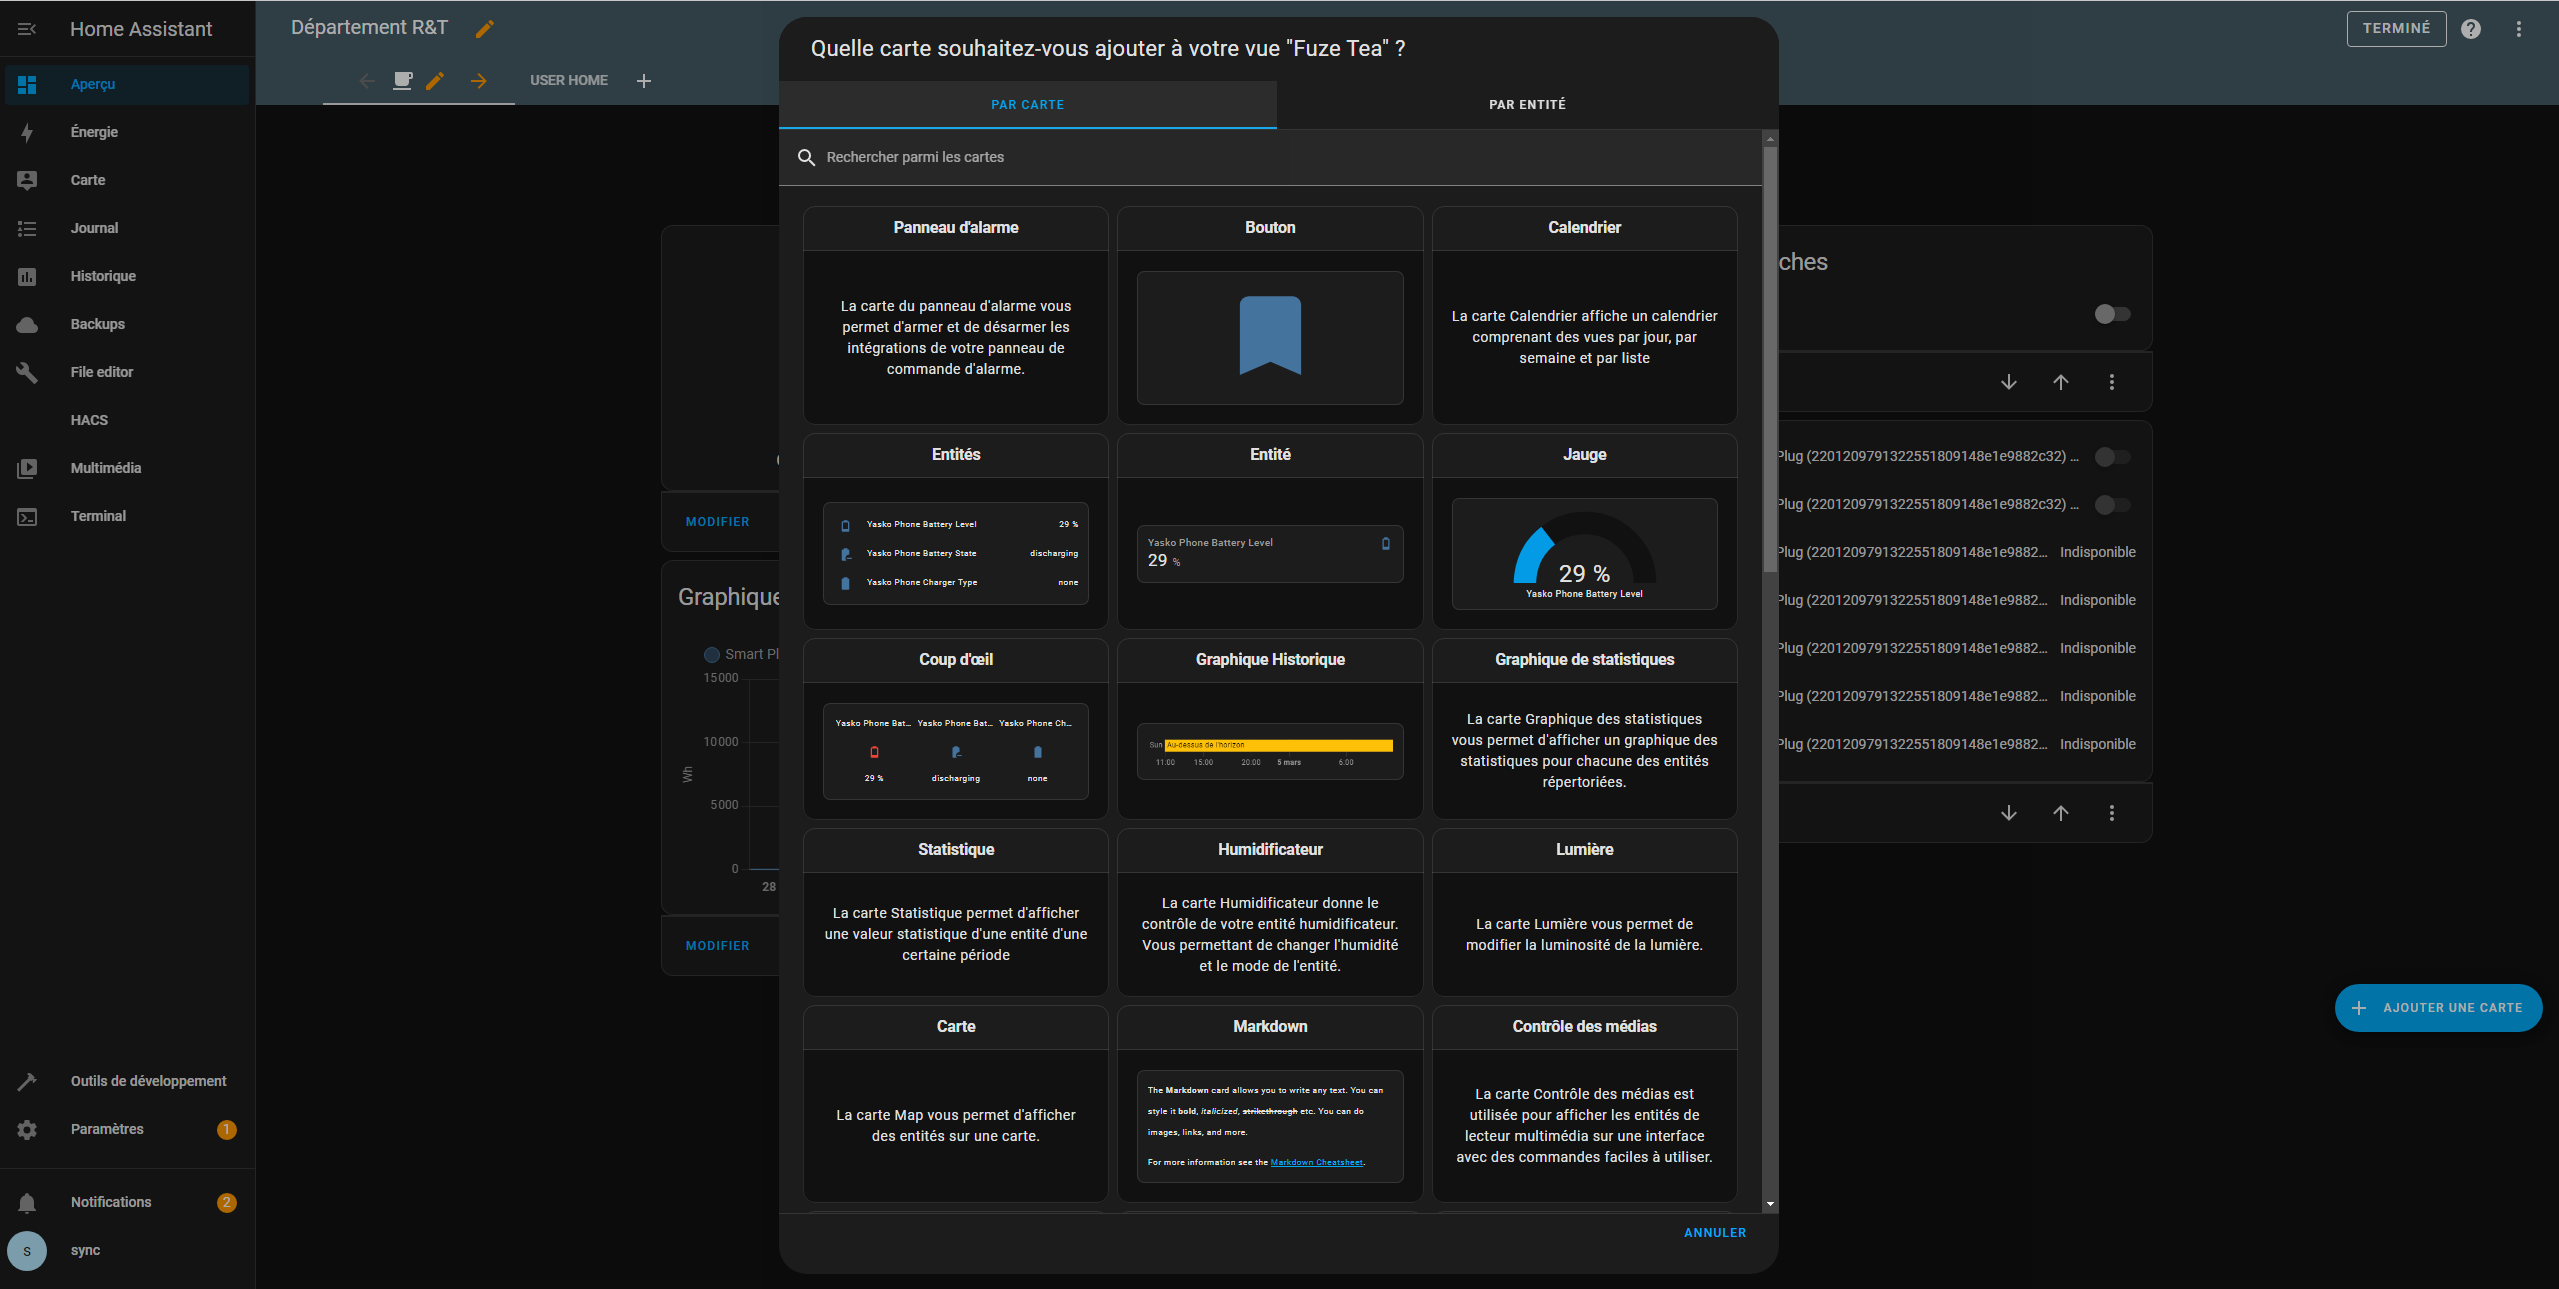 Home Assistant
Aperçu
Énergie
Carte
Journal
Historique
Backups
File editor
HACS
Multimédia
Terminal
Outils de développement
Paramètres
1
Notifications
2
S
sync
Département R&T
USER HOME
TERMINÉ
MODIFIER
Graphique
Smart Pl
15000
10000
5000
0
Wh
28
MODIFIER
Quelle carte souhaitez-vous ajouter à votre vue "Fuze Tea" ?
PAR CARTE
PAR ENTITÉ
Rechercher parmi les cartes
Panneau d'alarme
La carte du panneau d'alarme vous
permet d'armer et de désarmer les
intégrations de votre panneau de
commande d'alarme.
Bouton
Calendrier
La carte Calendrier affiche un calendrier
comprenant des vues par jour, par
semaine et par liste
Entités
Yasko Phone Battery Level 29 %
Yasko Phone Battery State discharging
Yasko Phone Charger Type none
Entité
Yasko Phone Battery Level
29 %
Jauge
29 %
Yasko Phone Battery Level
Coup d'œil
Yasko Phone Bat... Yasko Phone Bat... Yasko Phone Ch...
29 % discharging none
Graphique Historique
Sun Au-dessus de l'horizon
11:00 15:00 20:00 5 mars 6:00
Graphique de statistiques
La carte Graphique des statistiques
vous permet d'afficher un graphique des
statistiques pour chacune des entités
répertoriées.
Statistique
La carte Statistique permet d'afficher
une valeur statistique d'une entité d'une
certaine période
Humidificateur
La carte Humidificateur donne le
contrôle de votre entité humidificateur.
Vous permettant de changer l'humidité
et le mode de l'entité.
Lumière
La carte Lumière vous permet de
modifier la luminosité de la lumière.
Carte
La carte Map vous permet d'afficher
des entités sur une carte.
Markdown
The Markdown card allows you to write any text. You can
style it bold, italicized, strikethrough etc. You can do
images, links, and more.
For more information see the Markdown Cheatsheet.
Contrôle des médias
La carte Contrôle des médias est
utilisée pour afficher les entités de
lecteur multimédia sur une interface
avec des commandes faciles à utiliser.
ANNULER
ches
Plug (2201209791322551809148e1e9882c32) ...
Plug (2201209791322551809148e1e9882c32) ...
Plug (2201209791322551809148e1e9882... Indisponible
Plug (2201209791322551809148e1e9882... Indisponible
Plug (2201209791322551809148e1e9882... Indisponible
Plug (2201209791322551809148e1e9882... Indisponible
Plug (2201209791322551809148e1e9882... Indisponible
AJOUTER UNE CARTE